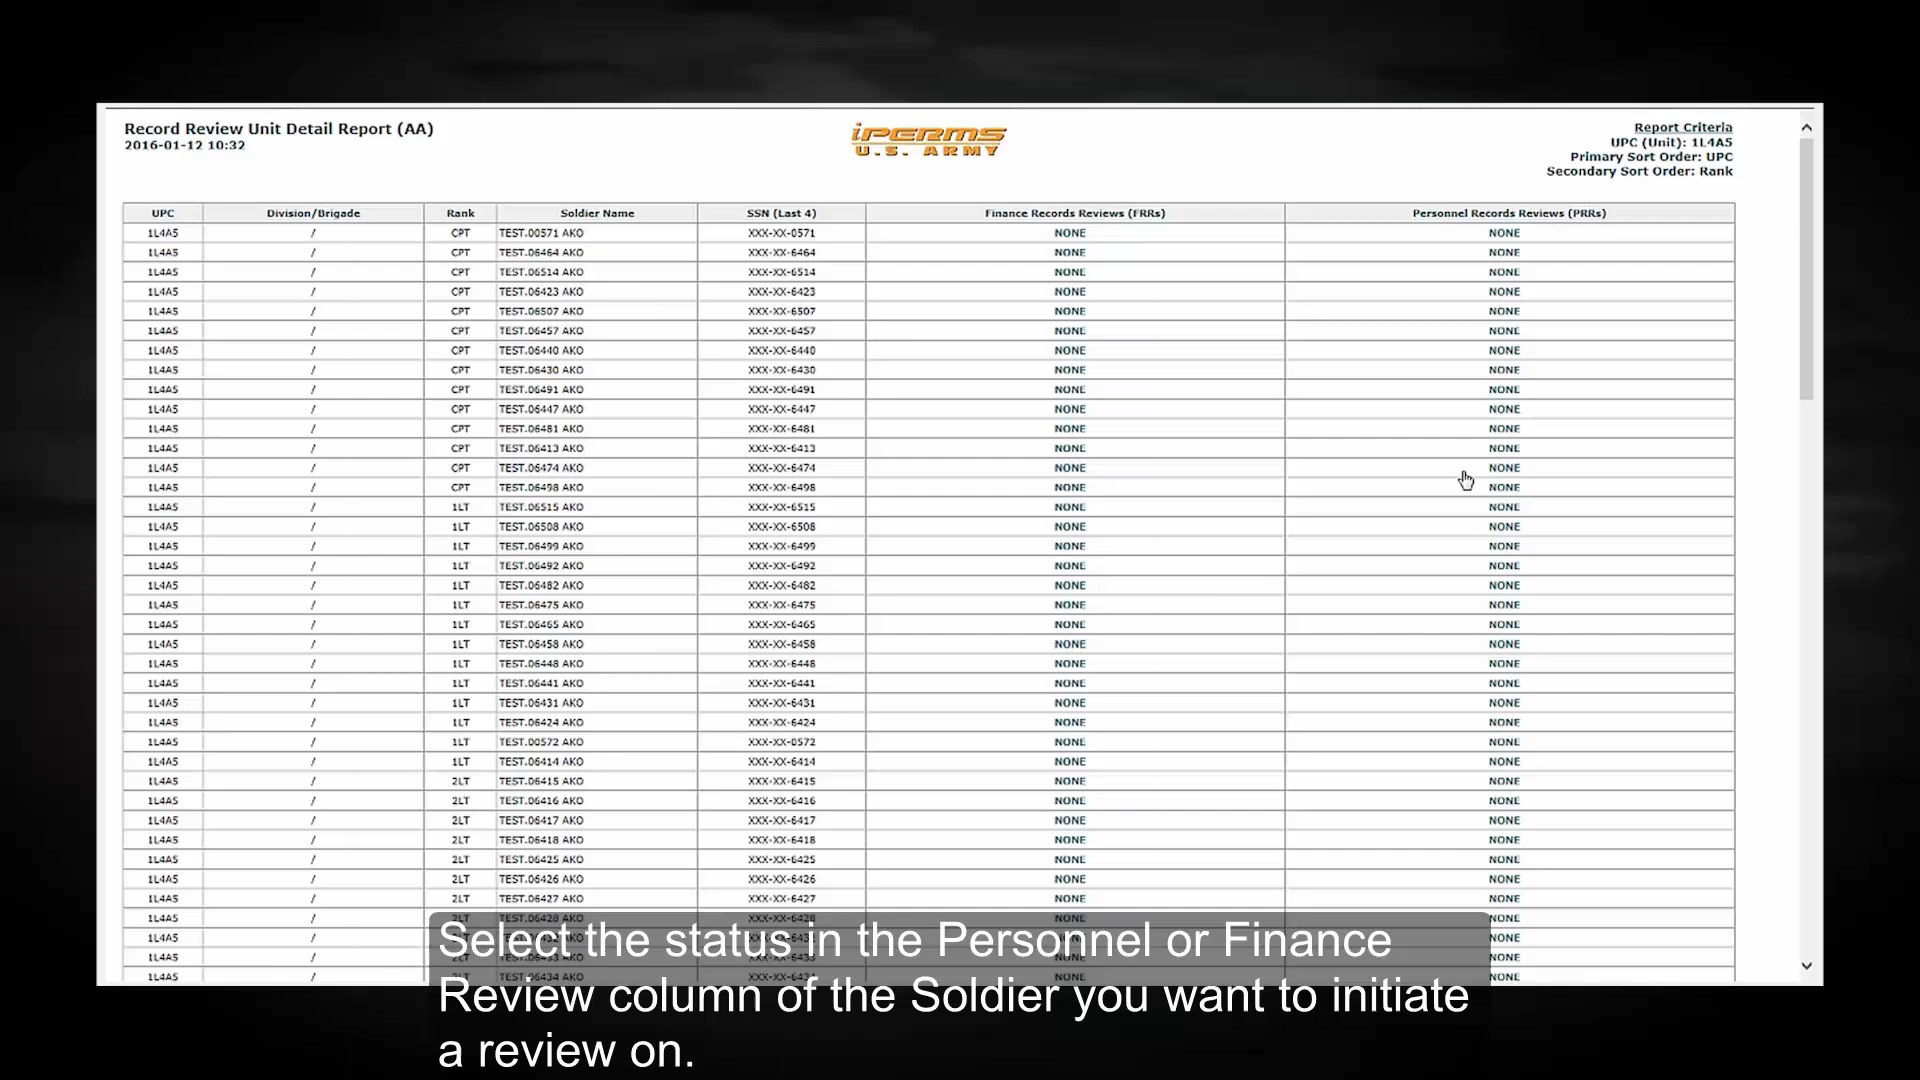 Record Review Unit Detail Report (AA)
2016-01-12 10:32
iPERMS
U.S. ARMY
Report Criteria
UPC (Unit): 1L4A5
Primary Sort Order: UPC
Secondary Sort Order: Rank
UPC Division/Brigade Rank Soldier Name SSN (Last 4) Finance Records Reviews (FRRs) Personnel Records Reviews (PRRs)
1L4A5 / CPT TEST.00571 AKO XXX-XX-0571 NONE NONE
1L4A5 / CPT TEST.06464 AKO XXX-XX-6464 NONE NONE
1L4A5 / CPT TEST.06514 AKO XXX-XX-6514 NONE NONE
1L4A5 / CPT TEST.06423 AKO XXX-XX-6423 NONE NONE
1L4A5 / CPT TEST.06507 AKO XXX-XX-6507 NONE NONE
1L4A5 / CPT TEST.06457 AKO XXX-XX-6457 NONE NONE
1L4A5 / CPT TEST.06440 AKO XXX-XX-6440 NONE NONE
1L4A5 / CPT TEST.06430 AKO XXX-XX-6430 NONE NONE
1L4A5 / CPT TEST.06491 AKO XXX-XX-6491 NONE NONE
1L4A5 / CPT TEST.06447 AKO XXX-XX-6447 NONE NONE
1L4A5 / CPT TEST.06481 AKO XXX-XX-6481 NONE NONE
1L4A5 / CPT TEST.06413 AKO XXX-XX-6413 NONE NONE
1L4A5 / CPT TEST.06474 AKO XXX-XX-6474 NONE NONE
1L4A5 / CPT TEST.06498 AKO XXX-XX-6498 NONE NONE
1L4A5 / 1LT TEST.06515 AKO XXX-XX-6515 NONE NONE
1L4A5 / 1LT TEST.06508 AKO XXX-XX-6508 NONE NONE
1L4A5 / 1LT TEST.06499 AKO XXX-XX-6499 NONE NONE
1L4A5 / 1LT TEST.06492 AKO XXX-XX-6492 NONE NONE
1L4A5 / 1LT TEST.06482 AKO XXX-XX-6482 NONE NONE
1L4A5 / 1LT TEST.06475 AKO XXX-XX-6475 NONE NONE
1L4A5 / 1LT TEST.06465 AKO XXX-XX-6465 NONE NONE
1L4A5 / 1LT TEST.06458 AKO XXX-XX-6458 NONE NONE
1L4A5 / 1LT TEST.06448 AKO XXX-XX-6448 NONE NONE
1L4A5 / 1LT TEST.06441 AKO XXX-XX-6441 NONE NONE
1L4A5 / 1LT TEST.06431 AKO XXX-XX-6431 NONE NONE
1L4A5 / 1LT TEST.06424 AKO XXX-XX-6424 NONE NONE
1L4A5 / 1LT TEST.00572 AKO XXX-XX-0572 NONE NONE
1L4A5 / 1LT TEST.06414 AKO XXX-XX-6414 NONE NONE
1L4A5 / 2LT TEST.06415 AKO XXX-XX-6415 NONE NONE
1L4A5 / 2LT TEST.06416 AKO XXX-XX-6416 NONE NONE
1L4A5 / 2LT TEST.06417 AKO XXX-XX-6417 NONE NONE
1L4A5 / 2LT TEST.06418 AKO XXX-XX-6418 NONE NONE
1L4A5 / 2LT TEST.06425 AKO XXX-XX-6425 NONE NONE
1L4A5 / 2LT TEST.06426 AKO XXX-XX-6426 NONE NONE
1L4A5 / 2LT TEST.06427 AKO XXX-XX-6427 NONE NONE
1L4A5 / 2LT TEST.06428 AKO XXX-XX-6428 NONE
1L4A5 / NONE
1L4A5 / 2LT TEST.06433 AKO NONE
1L4A5 / 2LT TEST.06434 AKO NONE
Select the status in the Personnel or Finance
Review column of the Soldier you want to initiate
a review on.